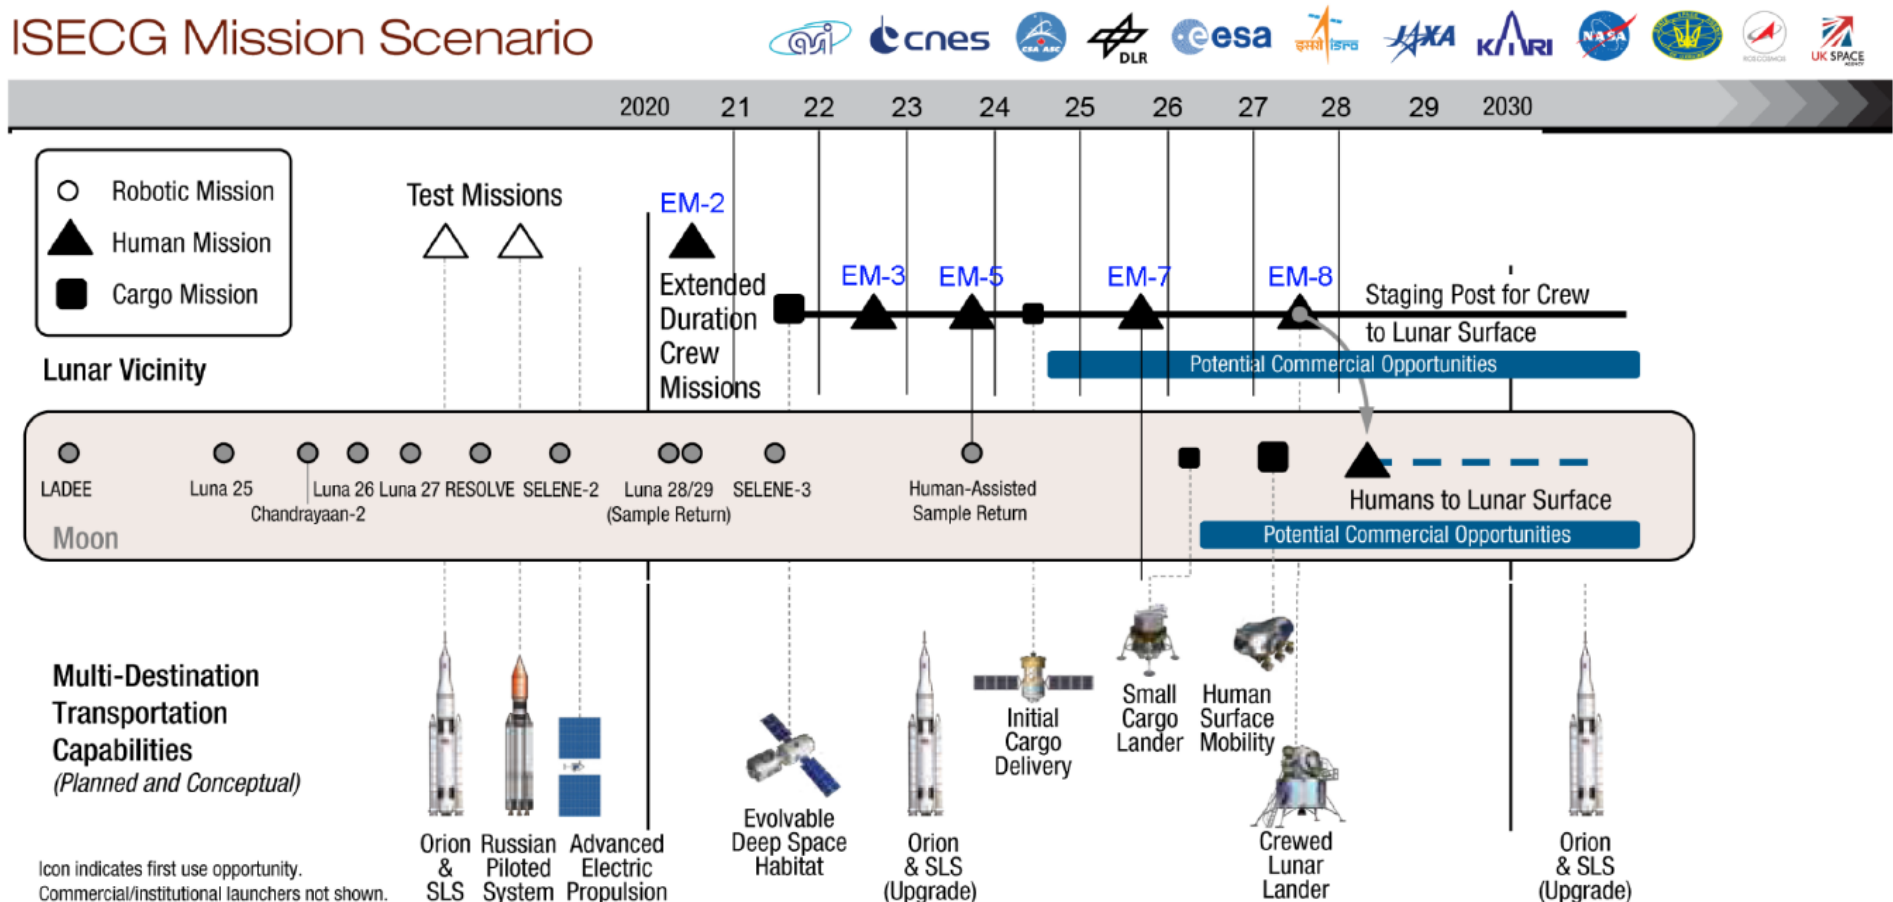 ISECG Mission Scenario
asi
cnes
CSA ASC
DLR
esa
इसरो isro
JAXA
KARI
NASA
ROSCOSMOS
UK SPACE
AGENCY
2020 21 22 23 24 25 26 27 28 29 2030
Robotic Mission
Human Mission
Cargo Mission
Test Missions
EM-2
Extended
Duration
Crew
Missions
EM-3
EM-5
EM-7
EM-8
Staging Post for Crew
to Lunar Surface
Potential Commercial Opportunities
Lunar Vicinity
LADEE
Luna 25
Chandrayaan-2
Luna 26
Luna 27
RESOLVE
SELENE-2
Luna 28/29
(Sample Return)
SELENE-3
Human-Assisted
Sample Return
Humans to Lunar Surface
Potential Commercial Opportunities
Moon
Multi-Destination
Transportation
Capabilities
(Planned and Conceptual)
Orion
&
SLS
Russian
Piloted
System
Advanced
Electric
Propulsion
Evolvable
Deep Space
Habitat
Orion
& SLS
(Upgrade)
Initial
Cargo
Delivery
Small
Cargo
Lander
Human
Surface
Mobility
Crewed
Lunar
Lander
Orion
& SLS
(Upgrade)
Icon indicates first use opportunity.
Commercial/institutional launchers not shown.